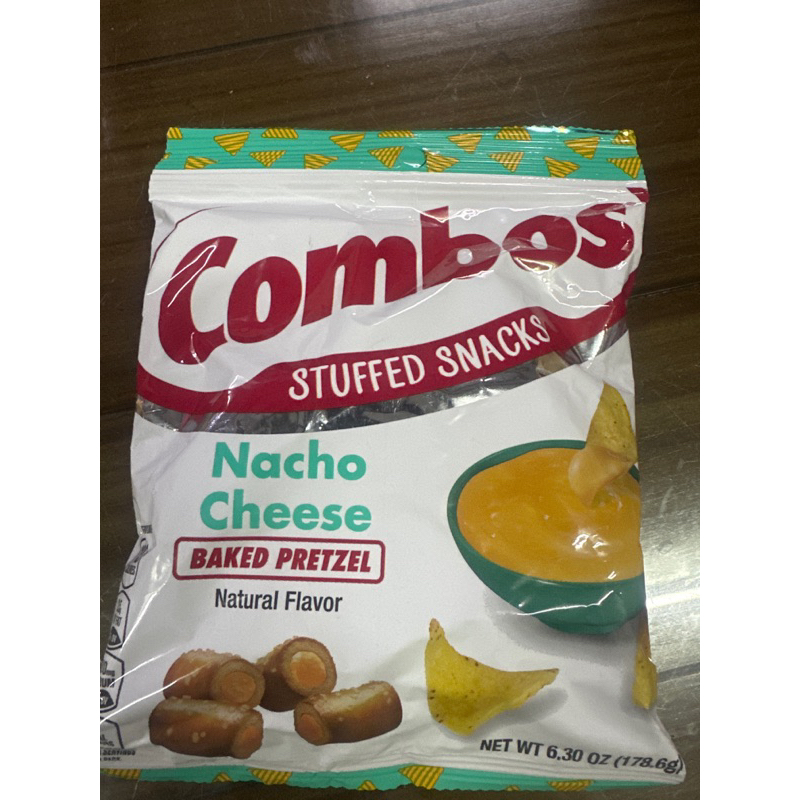 Combos
STUFFED SNACKS
Nacho
Cheese
BAKED PRETZEL
Natural Flavor
NET WT 6.30 OZ (178.6g)